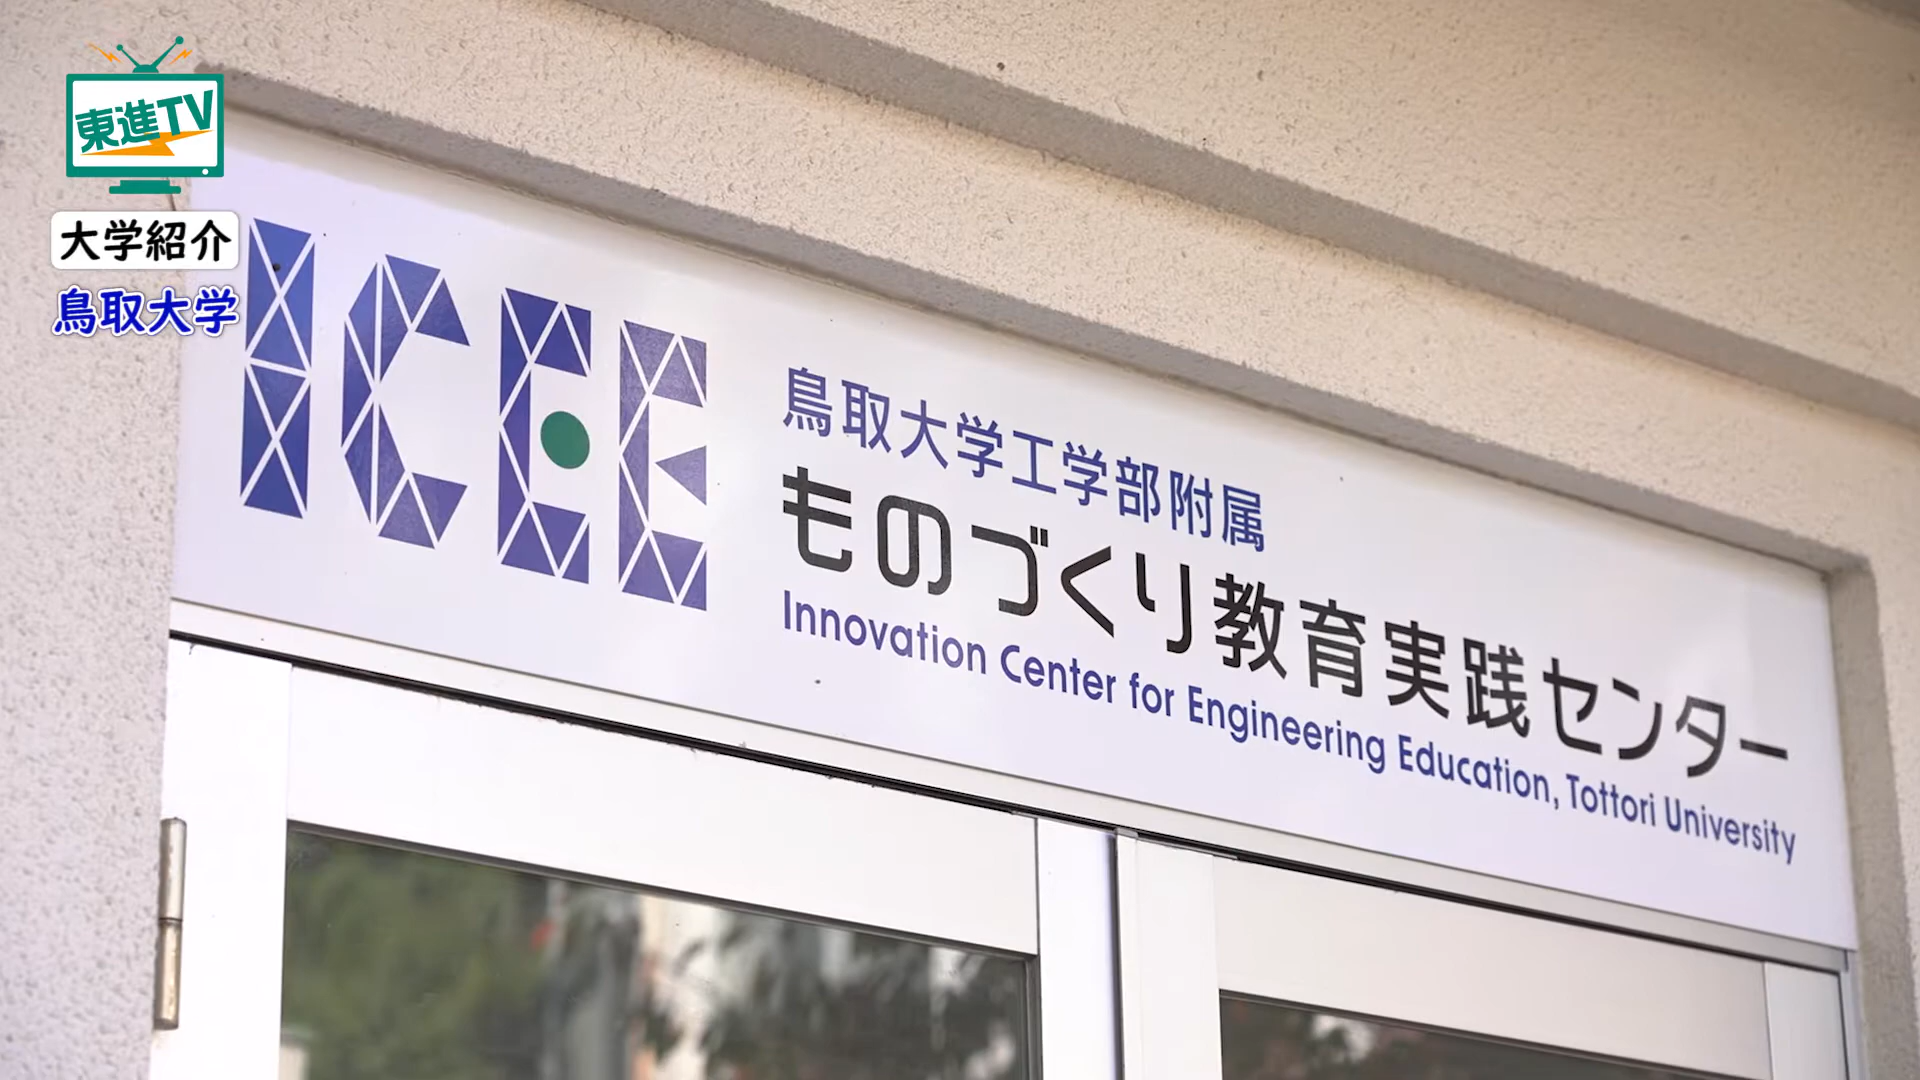 東進TV
大学紹介
鳥取大学
ICEE
鳥取大学工学部附属
ものづくり教育実践センター
Innovation Center for Engineering Education, Tottori University